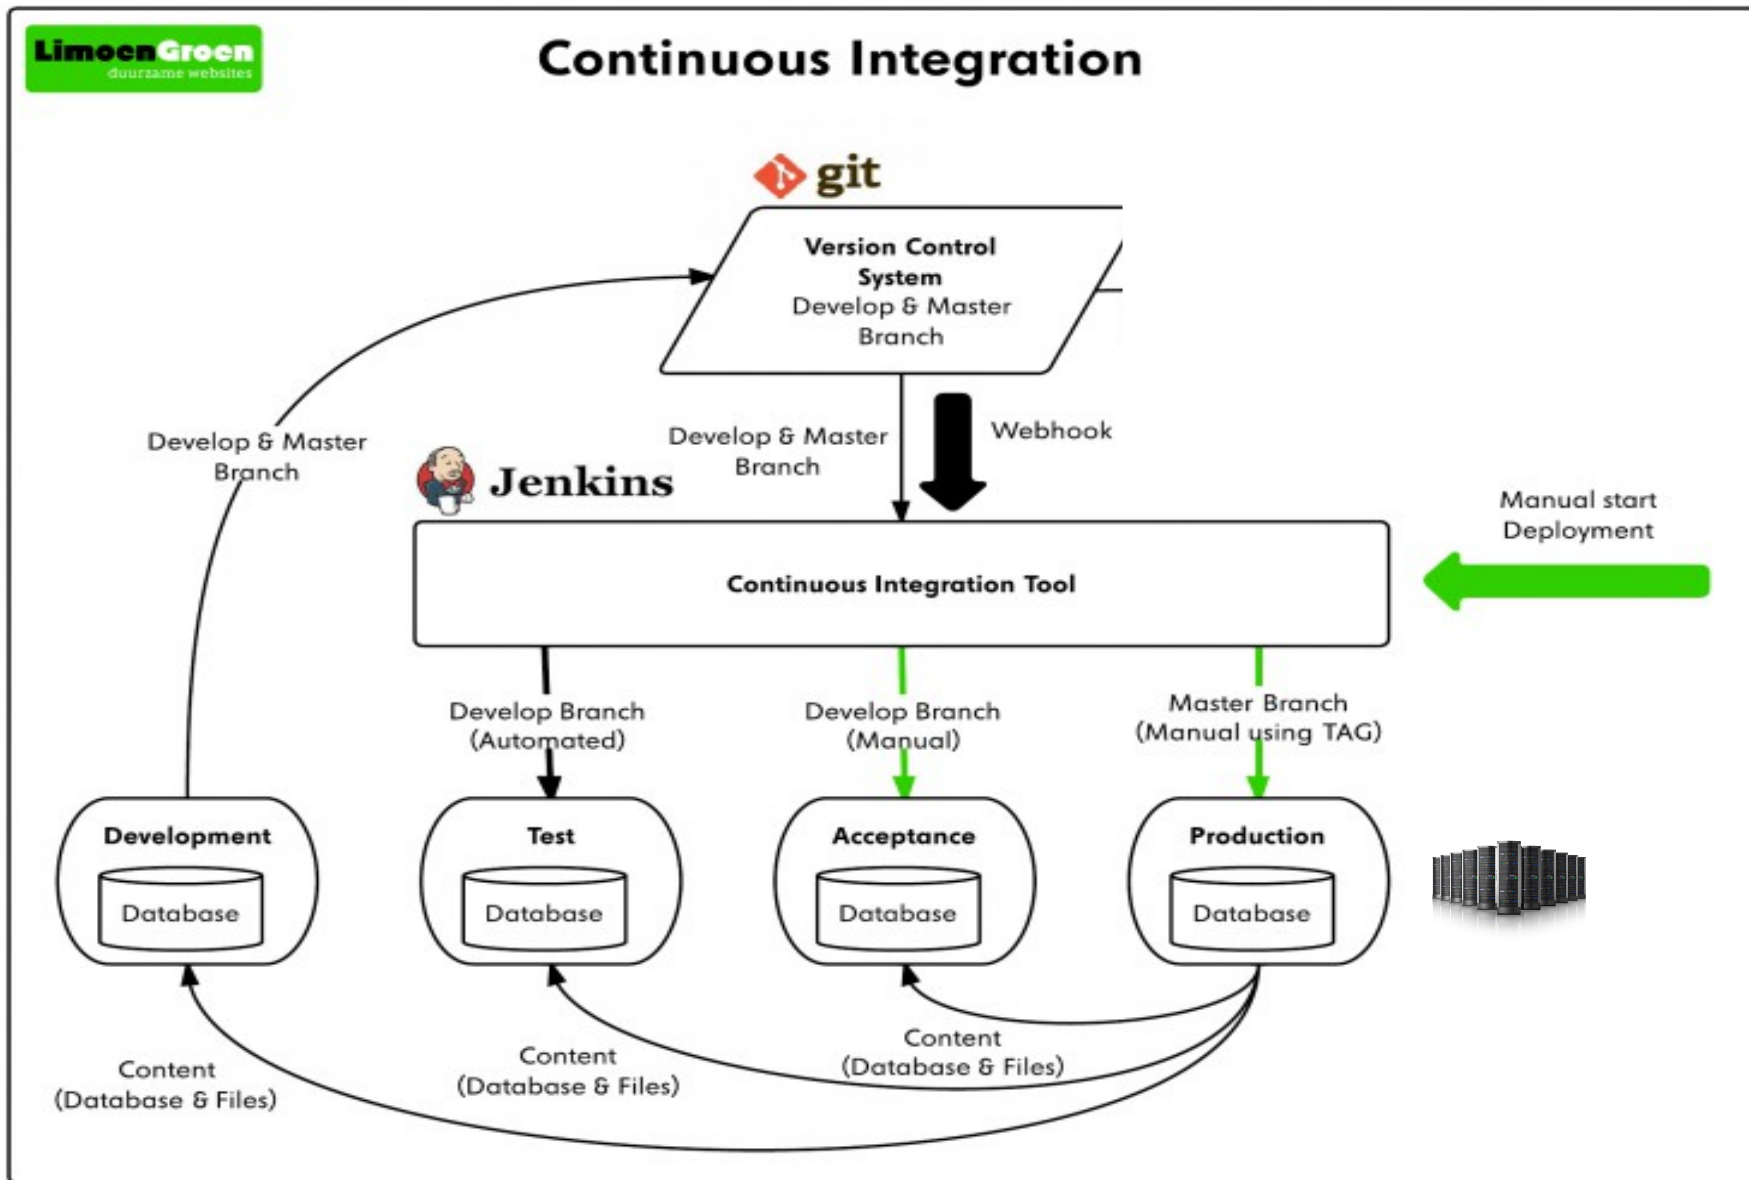 LimoenGroen
duurzame websites
Continuous Integration
git
Version Control
System
Develop & Master
Branch
Develop & Master
Branch
Develop & Master
Branch
Webhook
Jenkins
Manual start
Deployment
Continuous Integration Tool
Develop Branch
(Automated)
Develop Branch
(Manual)
Master Branch
(Manual using TAG)
Development
Database
Test
Database
Acceptance
Database
Production
Database
Content
(Database & Files)
Content
(Database & Files)
Content
(Database & Files)